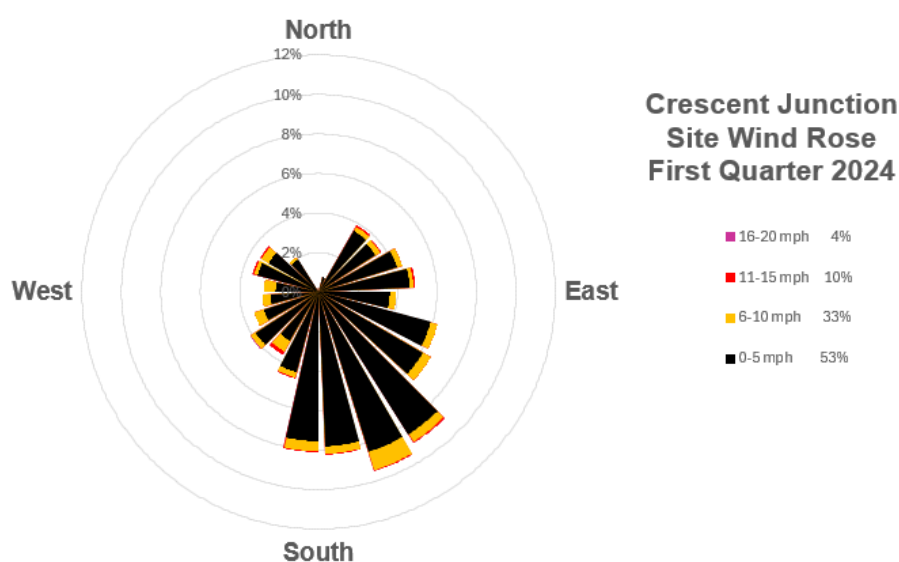 North
12%
10%
8%
6%
4%
2%
0%
West
East
South
Crescent Junction
Site Wind Rose
First Quarter 2024
16-20 mph 4%
11-15 mph 10%
6-10 mph 33%
0-5 mph 53%